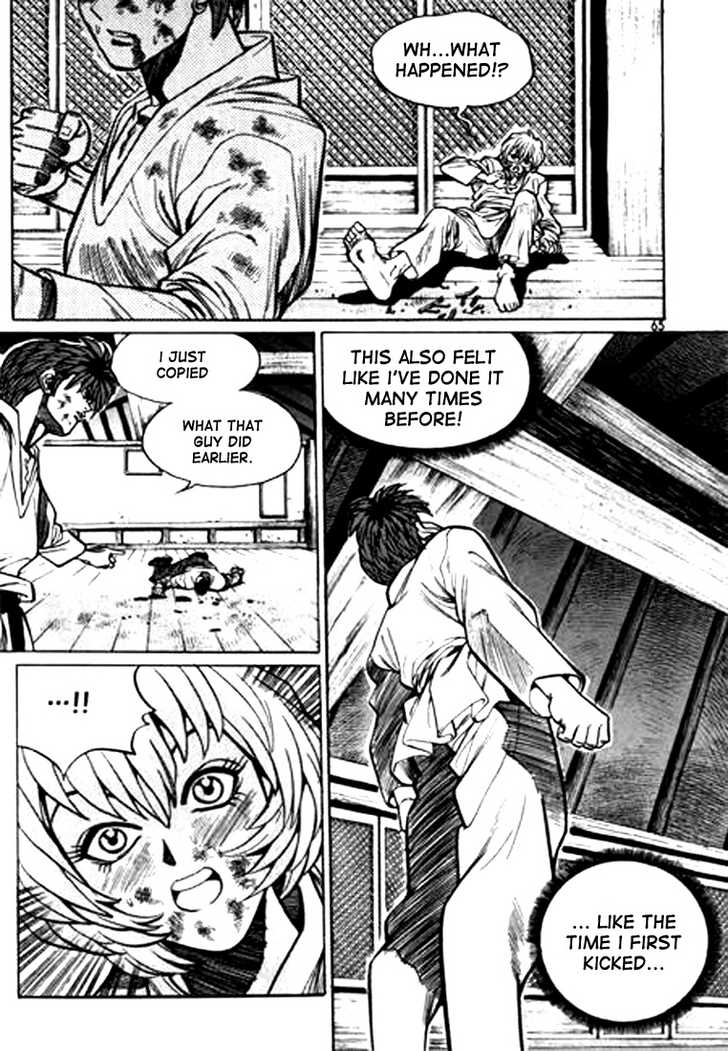 WH...WHAT
HAPPENED!?
65
I JUST
COPIED
WHAT THAT
GUY DID
EARLIER.
THIS ALSO FELT
LIKE I'VE DONE IT
MANY TIMES
BEFORE!
...!!
... LIKE THE
TIME I FIRST
KICKED...